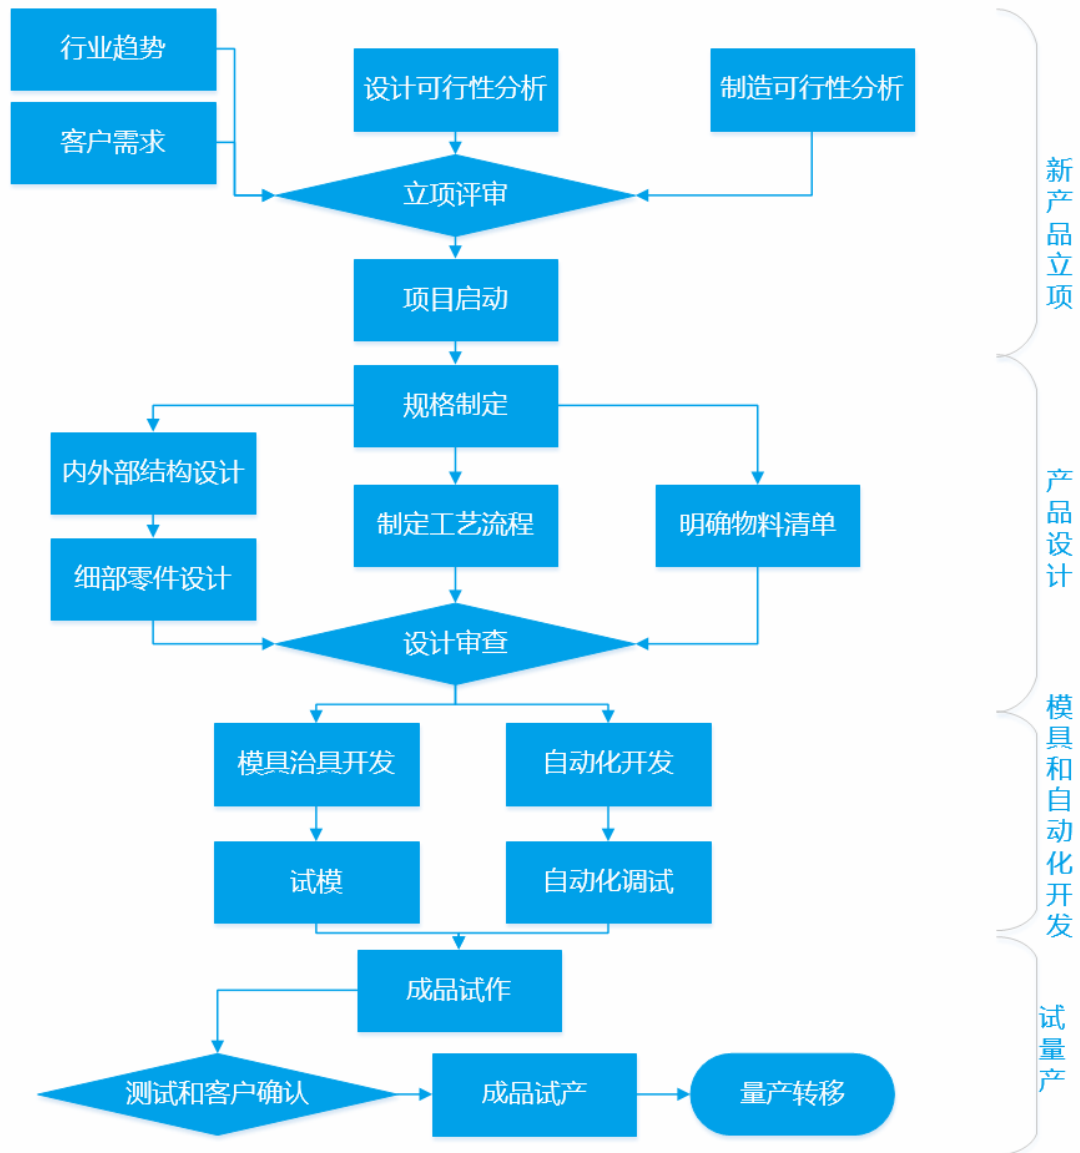 行业趋势
设计可行性分析
制造可行性分析
客户需求
立项评审
项目启动
新产品立项
规格制定
内外部结构设计
制定工艺流程
明确物料清单
细部零件设计
设计审查
产品设计
模具治具开发
自动化开发
试模
自动化调试
模具和自动化开发
成品试作
测试和客户确认
成品试产
量产转移
试量产